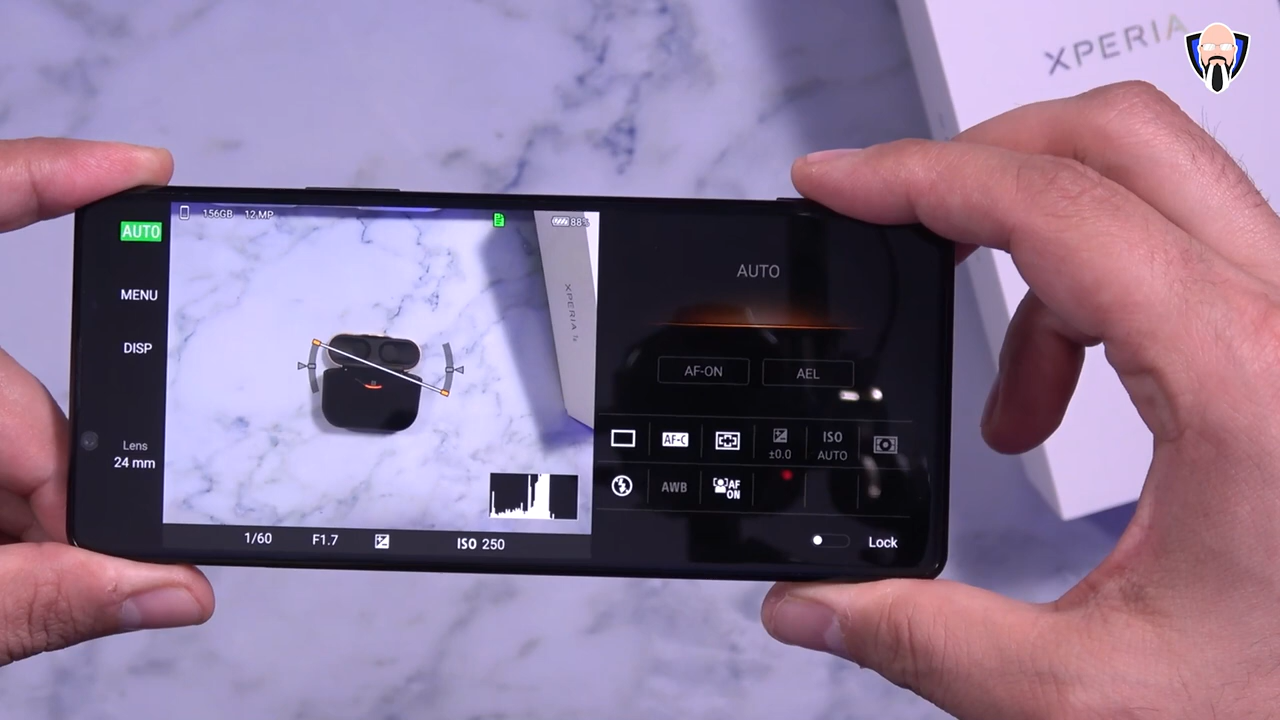 XPERIA
156GB 12 MP
88%
AUTO
MENU
DISP
Lens
24 mm
XPERIA
1/60 F1.7 ISO 250
AUTO
AF-ON AEL
AF-C ±0.0 ISO AUTO
AWB AF ON
Lock